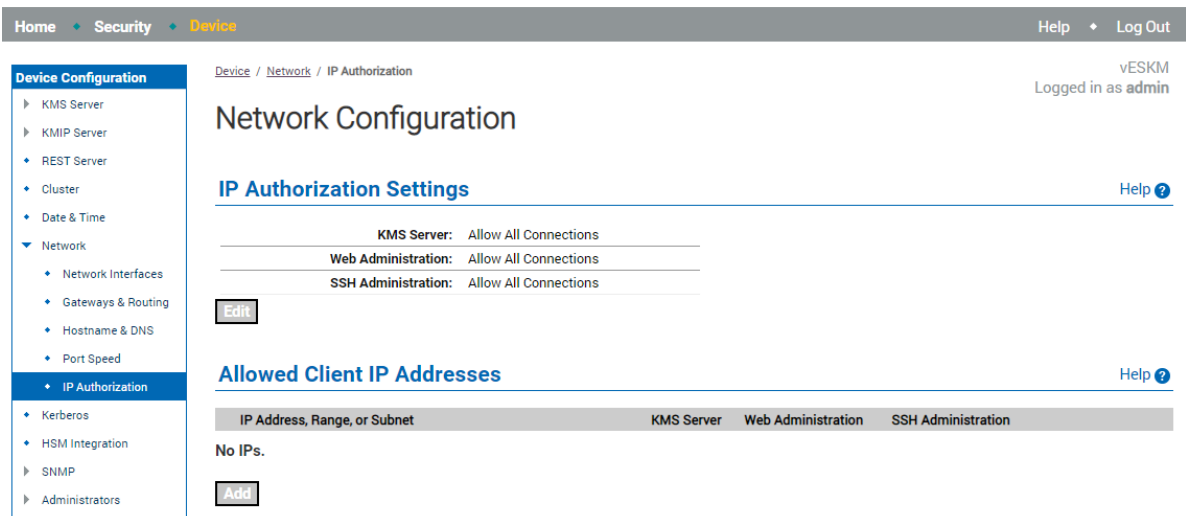 Home • Security • Device
Help • Log Out
vESKM
Logged in as admin
Device Configuration
KMS Server
KMIP Server
REST Server
Cluster
Date & Time
Network
Network Interfaces
Gateways & Routing
Hostname & DNS
Port Speed
IP Authorization
Kerberos
HSM Integration
SNMP
Administrators
Device / Network / IP Authorization
Network Configuration
IP Authorization Settings
Help ?
KMS Server: Allow All Connections
Web Administration: Allow All Connections
SSH Administration: Allow All Connections
Edit
Allowed Client IP Addresses
Help ?
IP Address, Range, or Subnet KMS Server Web Administration SSH Administration
No IPs.
Add